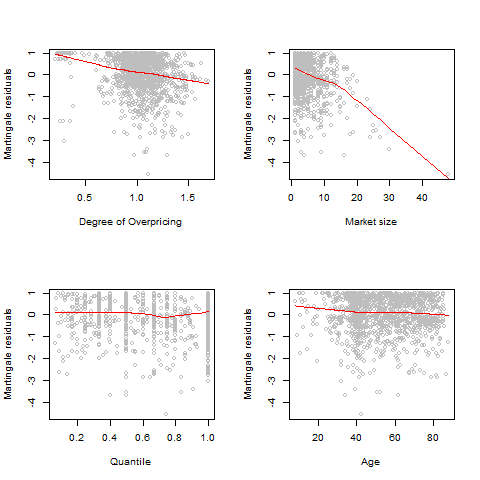 Martingale residuals
1
0
-1
-2
-3
-4
0.5 1.0 1.5
Degree of Overpricing
Martingale residuals
1
0
-1
-2
-3
-4
0 10 20 30 40
Market size
Martingale residuals
1
0
-1
-2
-3
-4
0.2 0.4 0.6 0.8 1.0
Quantile
Martingale residuals
1
0
-1
-2
-3
-4
20 40 60 80
Age